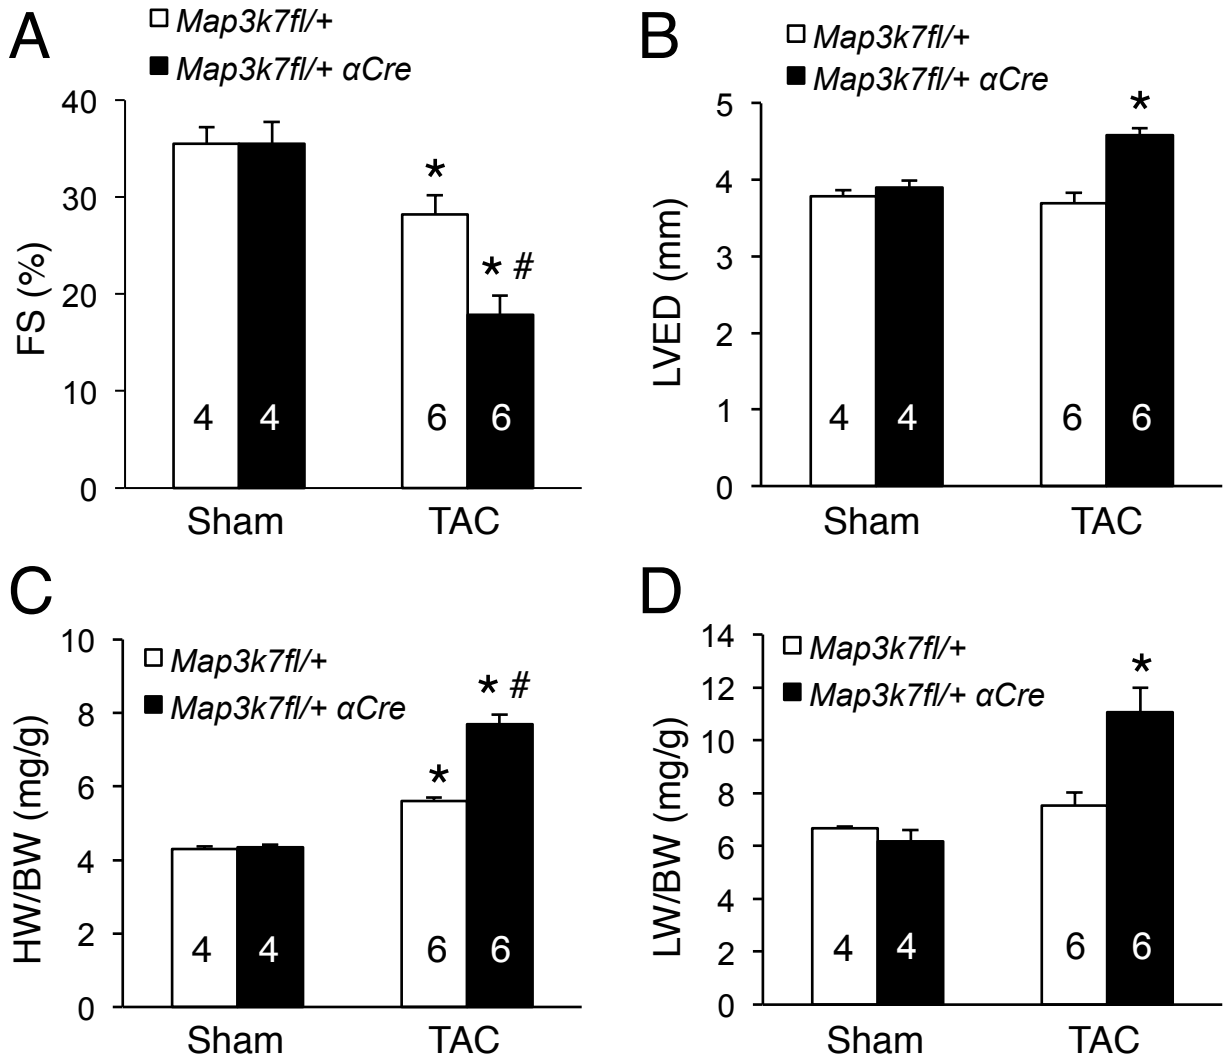 A
Map3k7fl/+
Map3k7fl/+ αCre
40
30
20
10
0
FS (%)
*
* #
4
4
6
6
Sham
TAC
B
Map3k7fl/+
Map3k7fl/+ αCre
5
4
3
2
1
0
LVED (mm)
*
4
4
6
6
Sham
TAC
C
Map3k7fl/+
Map3k7fl/+ αCre
10
8
6
4
2
0
HW/BW (mg/g)
*
* #
4
4
6
6
Sham
TAC
D
Map3k7fl/+
Map3k7fl/+ αCre
14
12
10
8
6
4
2
0
LW/BW (mg/g)
*
4
4
6
6
Sham
TAC